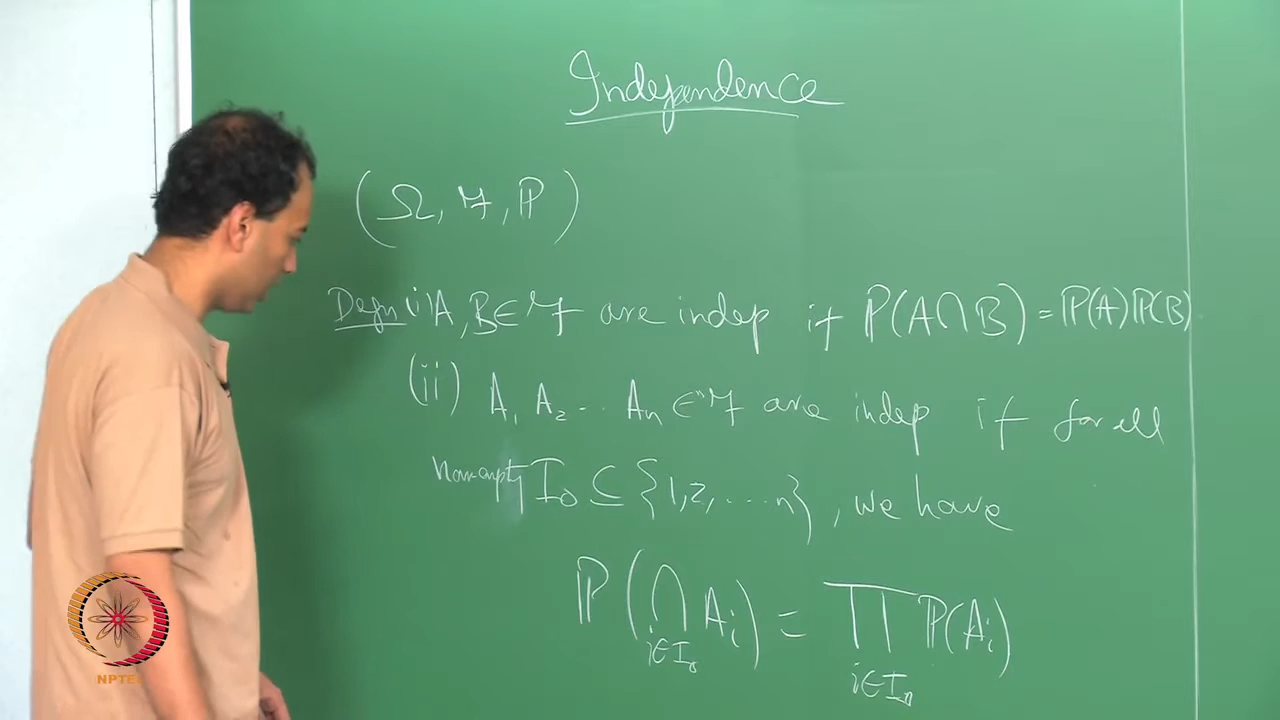 Independence
(Ω, ℱ, ℙ)
Defn (i) A, B ∈ ℱ are indep if ℙ(A ∩ B) = ℙ(A)ℙ(B)
(ii) A₁ A₂ ... Aₙ ∈ ℱ are indep if for all
Non-empty I₀ ⊆ {1, 2, ... n}, we have
ℙ(⋂_{i∈I₀} Aᵢ) = ∏_{i∈I₀} ℙ(Aᵢ)
NPTEL